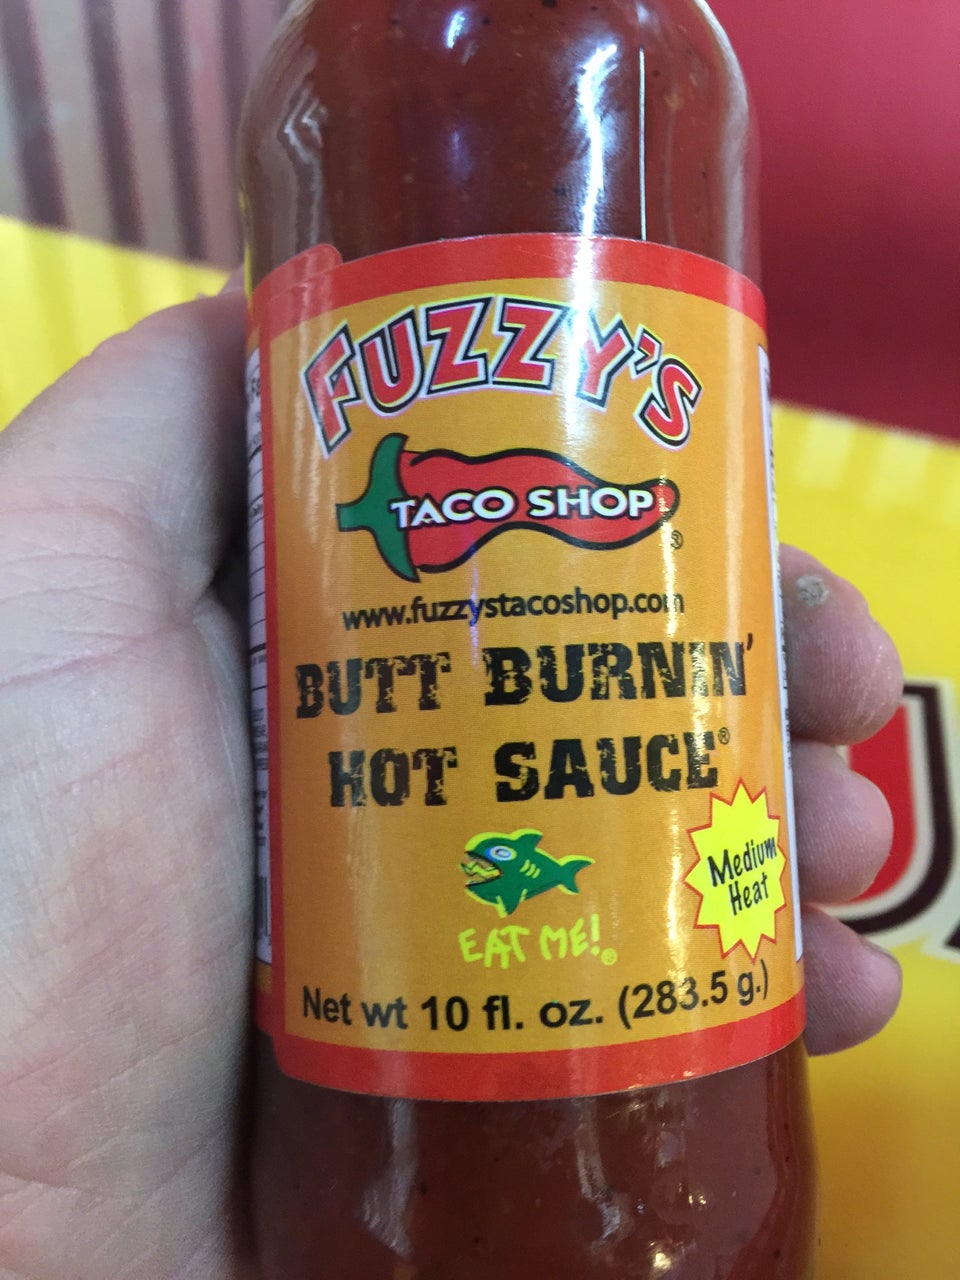 FUZZY'S
TACO SHOP
®
www.fuzzystacoshop.com
BUTT BURNIN'
HOT SAUCE®
Medium
Heat
EAT ME!®
Net wt 10 fl. oz. (283.5 g.)